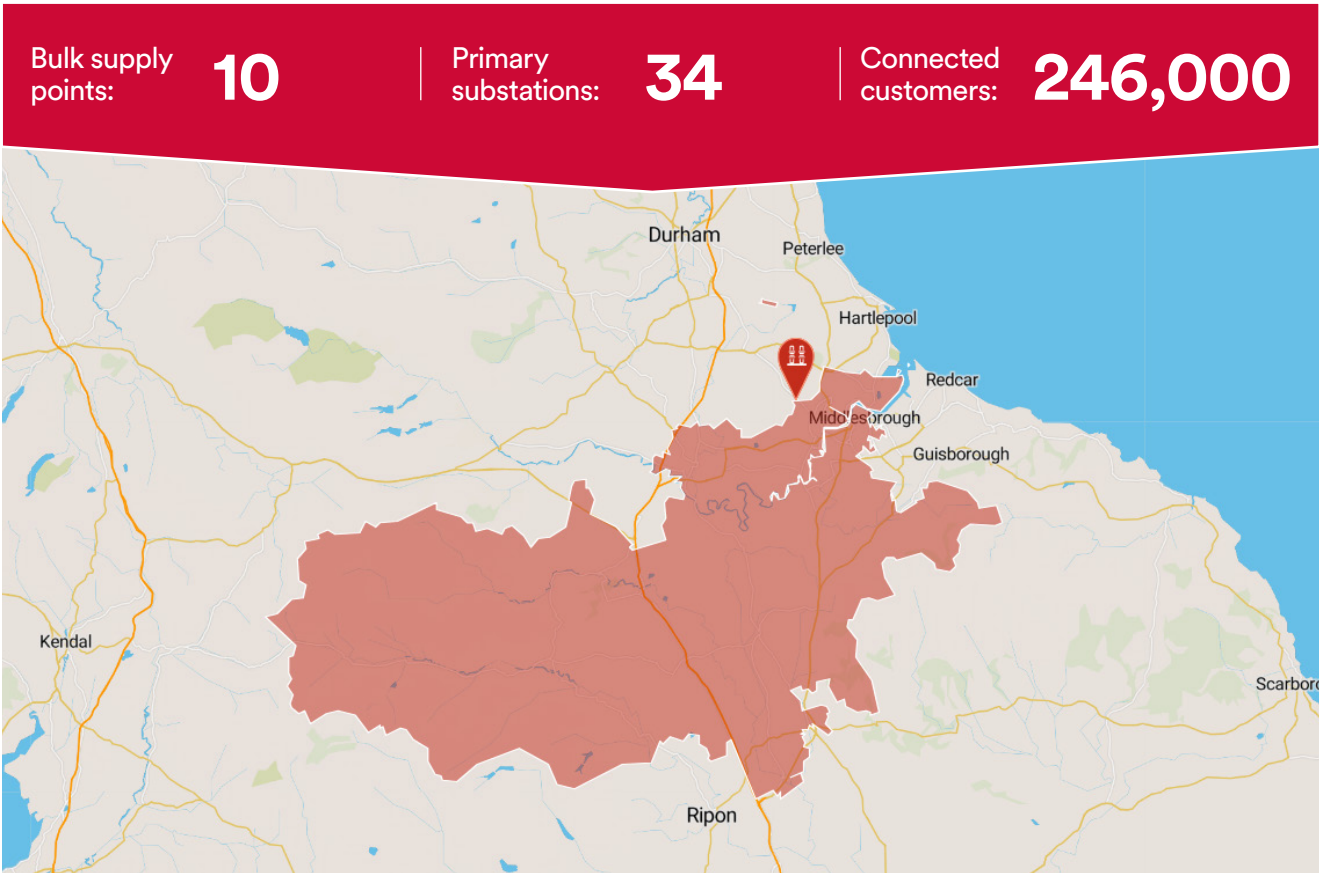 Bulk supply
points:
10
Primary
substations:
34
Connected
customers:
246,000
Durham
Peterlee
Hartlepool
Redcar
Middlesbrough
Guisborough
Kendal
Scarboro
Ripon